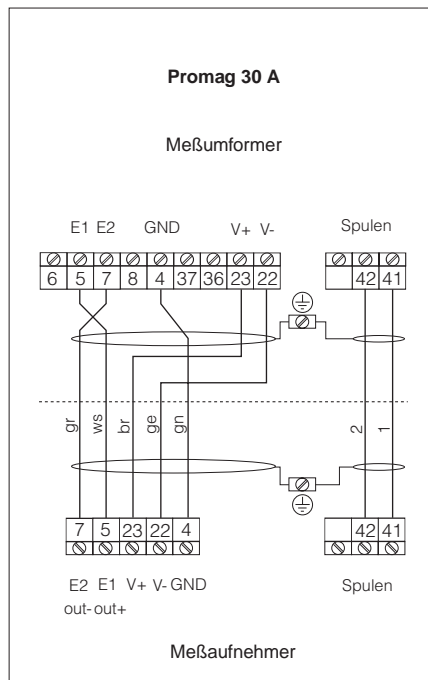 Promag 30 A
Meßumformer
E1 E2 GND V+ V- Spulen
6 5 7 8 4 37 36 23 22 42 41
gr ws br ge gn 2 1
7 5 23 22 4 42 41
E2 E1 V+ V- GND Spulen
out- out+
Meßaufnehmer